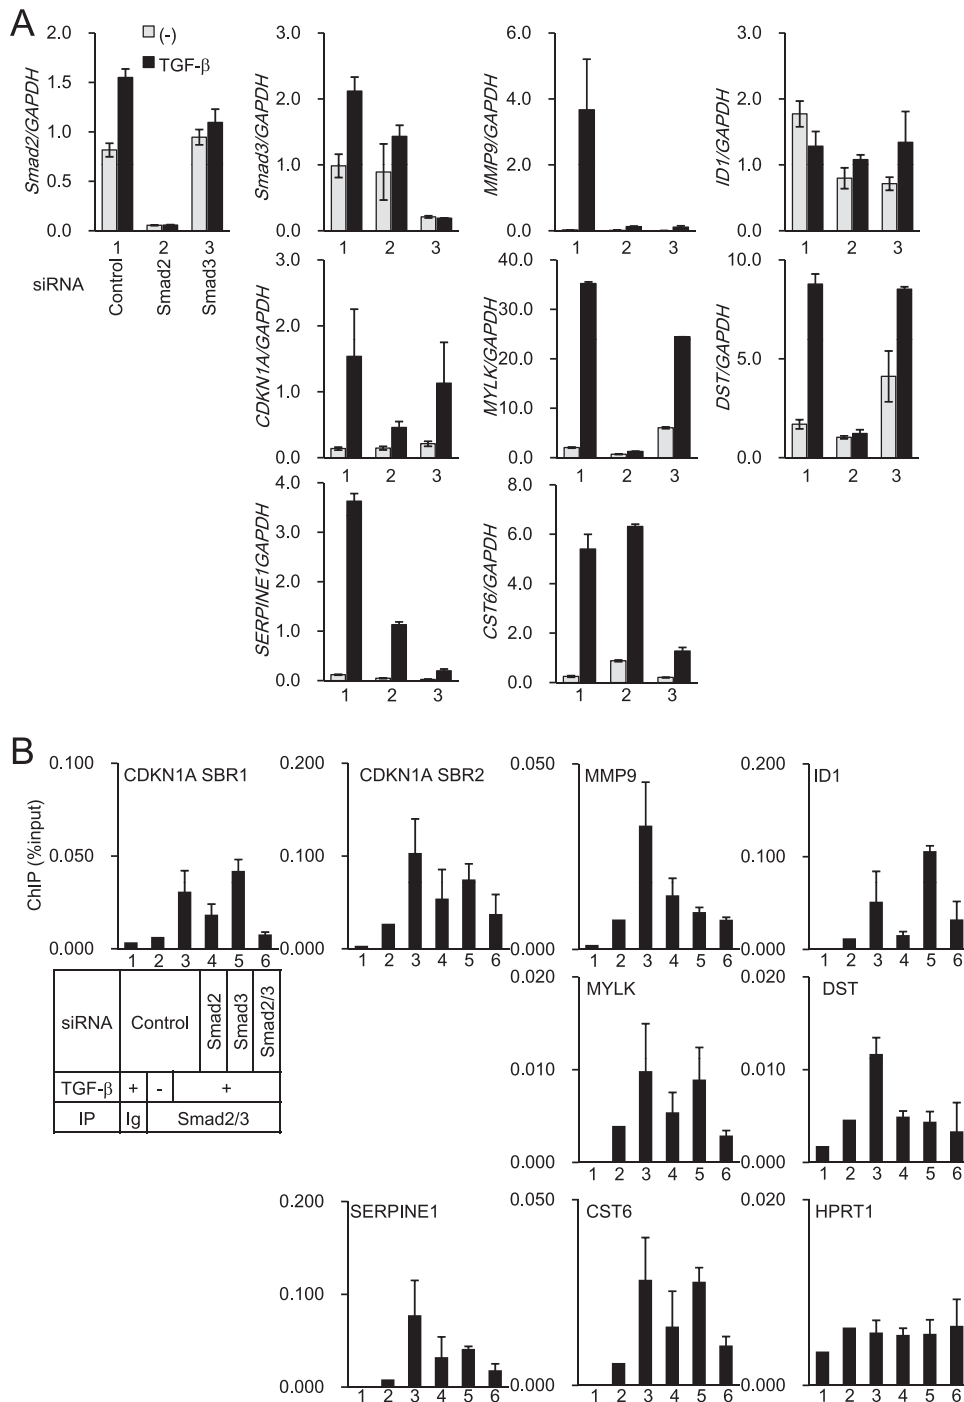 A
(-)
TGF-β
Smad2/GAPDH
2.0
1.5
1.0
0.5
0.0
1 2 3
siRNA
Control
Smad2
Smad3
Smad3/GAPDH
3.0
2.0
1.0
0.0
1 2 3
MMP9/GAPDH
6.0
4.0
2.0
0.0
1 2 3
ID1/GAPDH
3.0
2.0
1.0
0.0
1 2 3
CDKN1A/GAPDH
3.0
2.0
1.0
0.0
1 2 3
MYLK/GAPDH
40.0
30.0
20.0
10.0
0.0
1 2 3
DST/GAPDH
10.0
5.0
0.0
1 2 3
SERPINE1GAPDH
4.0
3.0
2.0
1.0
0.0
1 2 3
CST6/GAPDH
8.0
6.0
4.0
2.0
0.0
1 2 3
B
ChIP (%input)
CDKN1A SBR1
0.100
0.050
0.000
1 2 3 4 5 6
CDKN1A SBR2
0.200
0.100
0.000
1 2 3 4 5 6
MMP9
0.050
0.000
1 2 3 4 5 6
ID1
0.200
0.100
0.000
1 2 3 4 5 6
siRNA Control Smad2 Smad3 Smad2/3
TGF-β + - +
IP Ig Smad2/3
MYLK
0.020
0.010
0.000
1 2 3 4 5 6
DST
0.020
0.010
0.000
1 2 3 4 5 6
SERPINE1
0.200
0.100
0.000
1 2 3 4 5 6
CST6
0.050
0.000
1 2 3 4 5 6
HPRT1
0.020
0.010
0.000
1 2 3 4 5 6